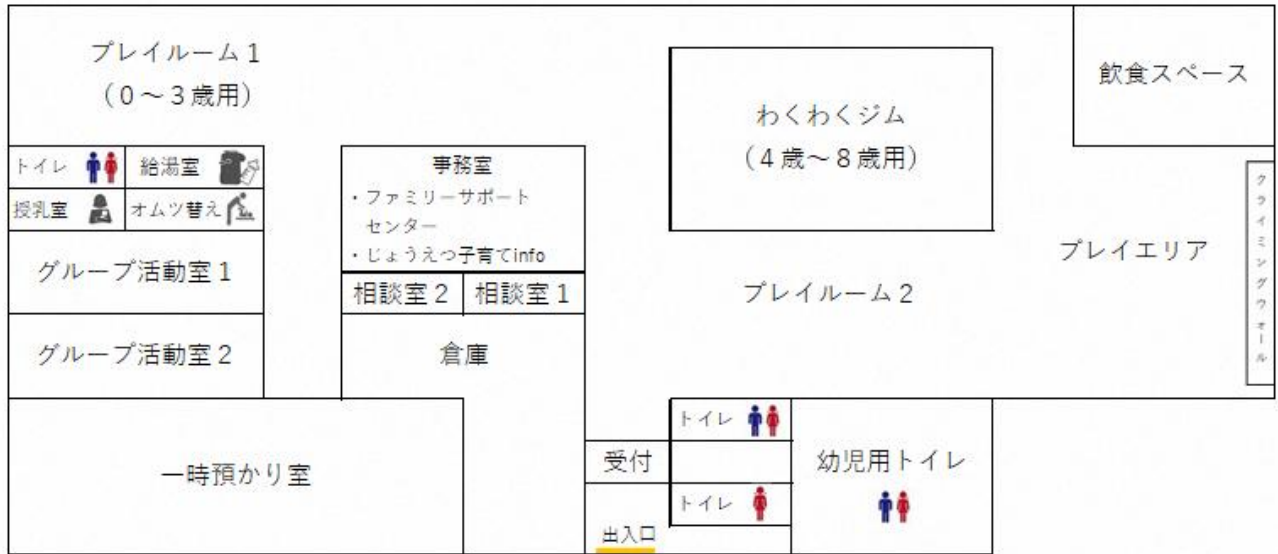 プレイルーム1
(0～3歳用)
わくわくジム
(4歳～8歳用)
飲食スペース
トイレ
給湯室
授乳室
オムツ替え
事務室
・ファミリーサポート
センター
・じょうえつ子育てinfo
グループ活動室1
相談室2
相談室1
プレイルーム2
プレイエリア
クライミングウォール
グループ活動室2
倉庫
一時預かり室
トイレ
受付
幼児用トイレ
トイレ
出入口